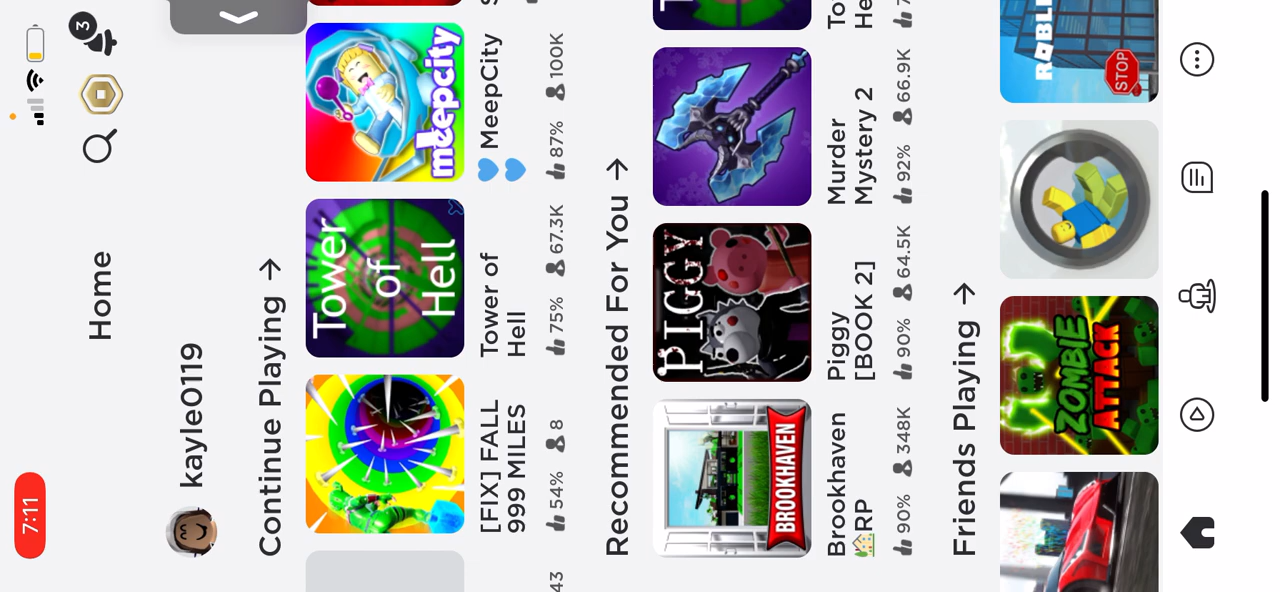 7:11
Home
3
kayle0119
Continue Playing →
Tower
of
Hell
meepcity
[FIX] FALL
999 MILES
Tower of
Hell
💙 MeepCity
💙
43
54% 8
75% 67.3K
87% 100K
Recommended For You →
BROOKHAVEN
PIGGY
Brookhaven
🏡RP
Piggy
[BOOK 2]
Murder
Mystery 2
90% 348K
90% 64.5K
92% 66.9K
Friends Playing →
ZOMBIE
ATTACK
STOP